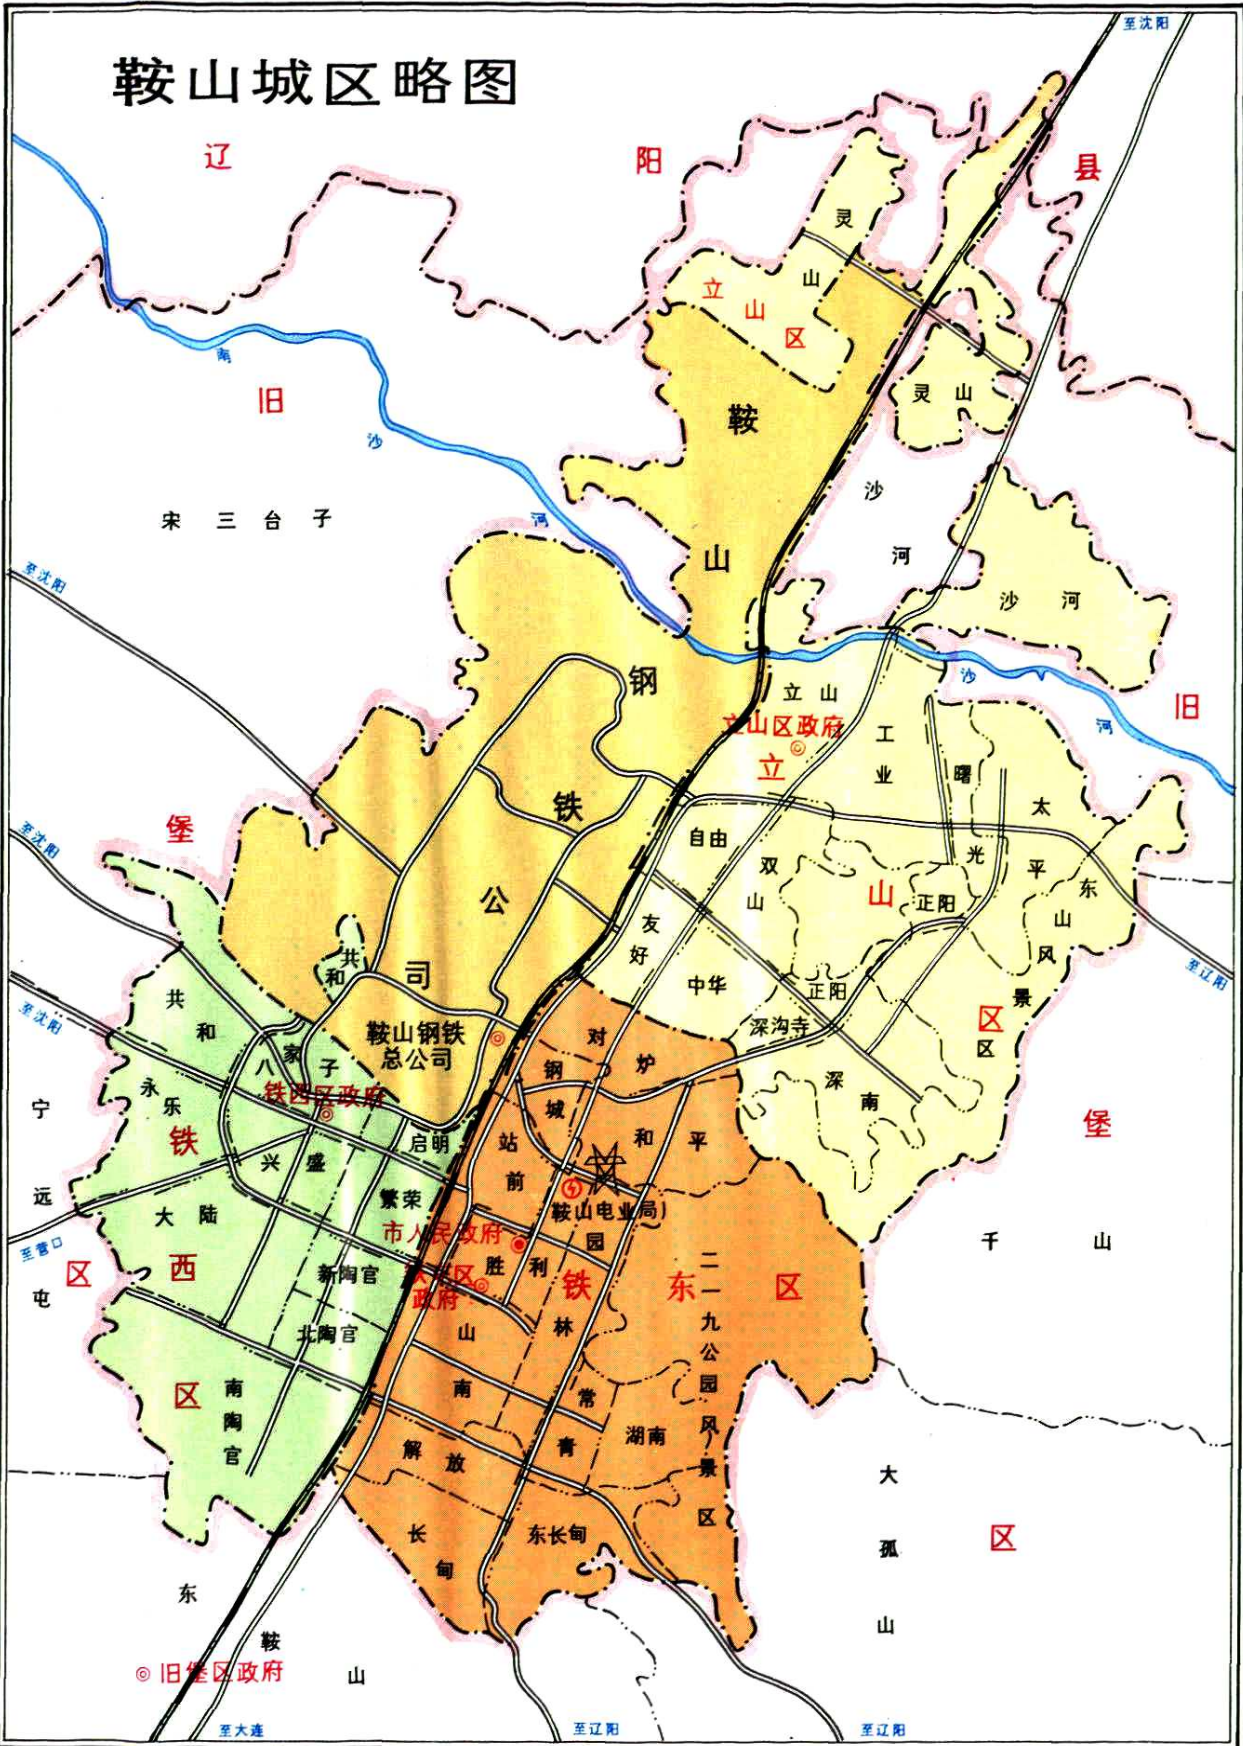 鞍山城区略图
至沈阳
辽阳县
灵山
立山区
南沙河
旧堡区
灵山
鞍山钢铁公司
沙河
宋三台子
至沈阳
沙河
沙河
旧堡区
立山
立山区政府
工业
曙光
太平
立山区
自由
双山
正阳
东山风景区
友好
至沈阳
至辽阳
共和
中华
正阳
至沈阳
共和
鞍山钢铁
总公司
深沟寺
对炉
八家子
钢城
深南
永乐
铁西区政府
宁远屯
铁西区
启明
站前
和平
兴盛
繁荣
大陆
鞍山电业局
市人民政府
园林
千山
至营口
胜利
铁东区
二一九公园风景区
新陶官
政府
北陶官
山南
南陶官
常青
湖南
解放
大孤山
长甸
东长甸
东鞍山
旧堡区政府
至大连
至辽阳
至辽阳